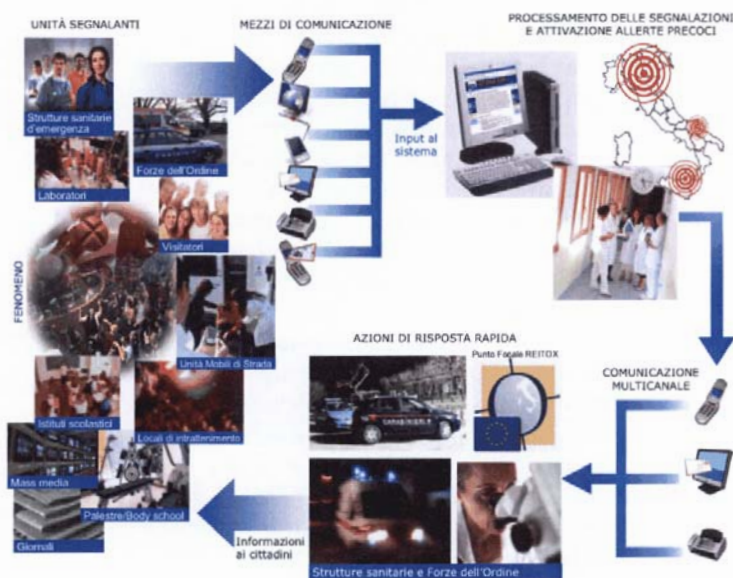 UNITÀ SEGNALANTI
MEZZI DI COMUNICAZIONE
PROCESSAMENTO DELLE SEGNALAZIONI
E ATTIVAZIONE ALLERTE PRECOCI
Strutture sanitarie
d'emergenza
Forze dell'Ordine
Laboratori
Visitatori
Input al
sistema
FENOMENO
Unità Mobili di Strada
Istituti scolastici
Locali di intrattenimento
Mass media
Palestre/Body school
Giornali
AZIONI DI RISPOSTA RAPIDA
Punto Focale REITOX
CARABINIERI
COMUNICAZIONE
MULTICANALE
Informazioni
ai cittadini
Strutture sanitarie e Forze dell'Ordine